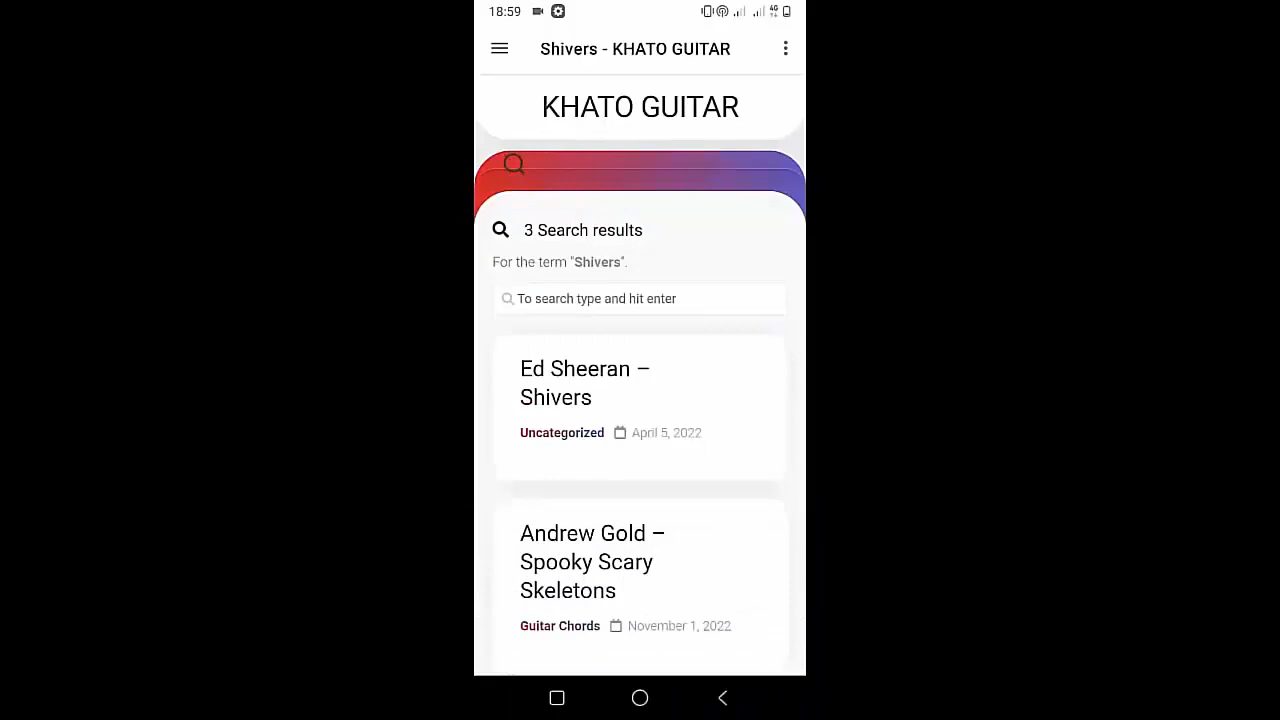 18:59
4G
Shivers - KHATO GUITAR
KHATO GUITAR
3 Search results
For the term "Shivers".
To search type and hit enter
Ed Sheeran –
Shivers
Uncategorized April 5, 2022
Andrew Gold –
Spooky Scary
Skeletons
Guitar Chords November 1, 2022